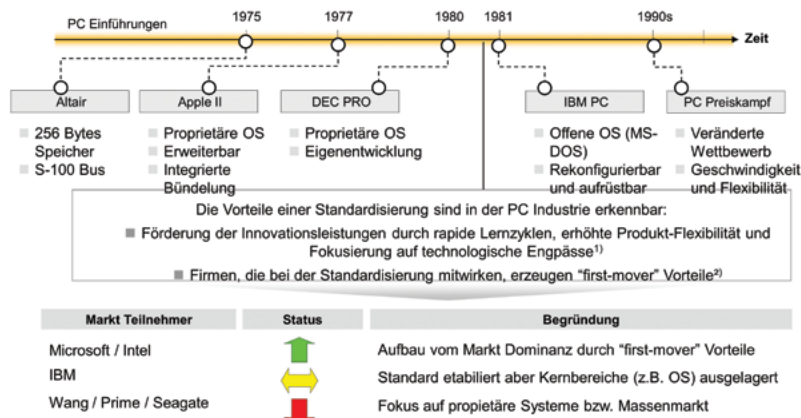 1975 1977 1980 1981 1990s
PC Einführungen
Zeit
Altair
Apple II
DEC PRO
IBM PC
PC Preiskampf
256 Bytes
Speicher
S-100 Bus
Proprietäre OS
Erweiterbar
Integrierte
Bündelung
Proprietäre OS
Eigenentwicklung
Offene OS (MS-
DOS)
Rekonfigurierbar
und aufrüstbar
Veränderte
Wettbewerb
Geschwindigkeit
und Flexibilität
Die Vorteile einer Standardisierung sind in der PC Industrie erkennbar:
Förderung der Innovationsleistungen durch rapide Lernzyklen, erhöhte Produkt-Flexibilität und
Fokusierung auf technologische Engpässe¹⁾
Firmen, die bei der Standardisierung mitwirken, erzeugen “first-mover” Vorteile²⁾
Markt Teilnehmer Status Begründung
Microsoft / Intel Aufbau vom Markt Dominanz durch “first-mover” Vorteile
IBM Standard etabiliert aber Kernbereiche (z.B. OS) ausgelagert
Wang / Prime / Seagate Fokus auf propietäre Systeme bzw. Massenmarkt